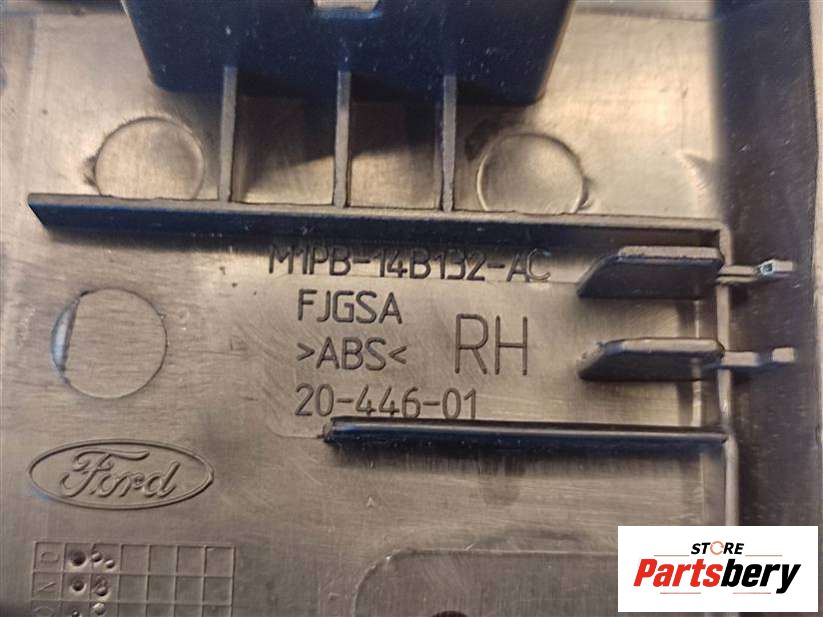 M1PB-14B132-AC
FJGSA
>ABS<
RH
20-446-01
Ford
STORE
Partsbery